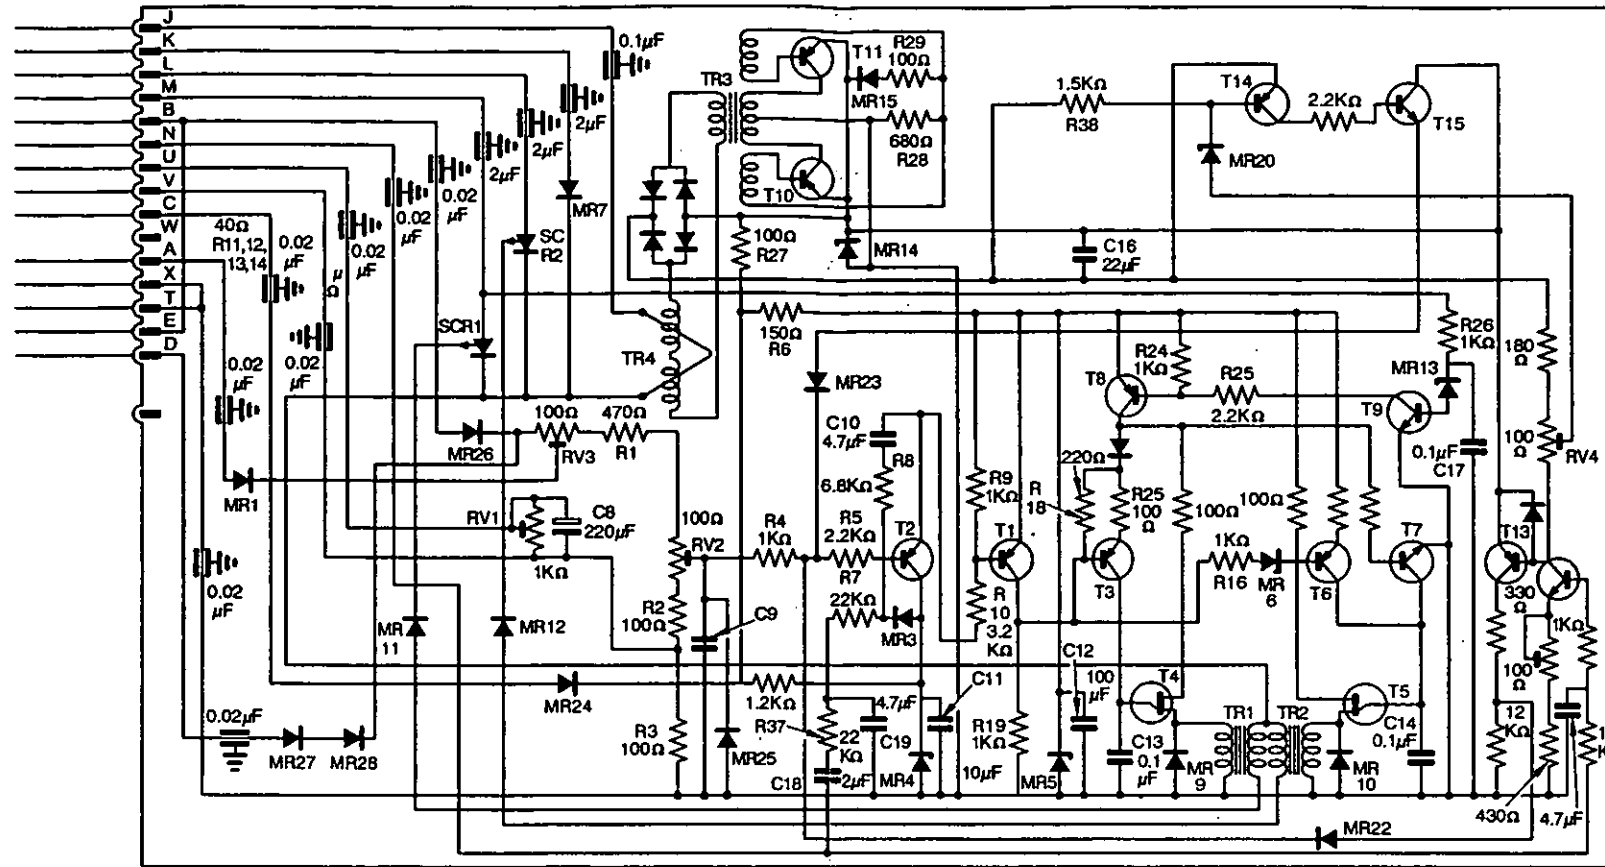 J
K
L
M
B
N
U
V
C
W
A
X
T
E
D
0.1µF
2µF
2µF
2µF
0.02
µF
0.02
µF
0.02
µF
40Ω
R11,12,
13,14
0.02
µF
µ
Ω
0.02
µF
0.02
µF
0.02
µF
0.02µF
MR7
SC
R2
SCR1
TR3
TR4
T11
R29
100Ω
MR15
680Ω
R28
T10
100Ω
R27
MR14
C16
22µF
1.5KΩ
R38
T14
2.2KΩ
T15
MR20
150Ω
R6
MR23
R24
1KΩ
T8
R25
2.2KΩ
R26
1KΩ
MR13
T9
180
Ω
100
Ω
RV4
0.1µF
C17
MR26
100Ω
RV3
470Ω
R1
MR1
RV1
C8
220µF
1KΩ
100Ω
RV2
R4
1KΩ
R5
2.2KΩ
C10
4.7µF
R8
6.8KΩ
T2
R7
22KΩ
MR3
R9
1KΩ
T1
R
10
3.2
KΩ
220Ω
R
18
R25
100
Ω
100Ω
T3
100Ω
1KΩ
R16
MR
6
T6
T7
T13
330
Ω
1KΩ
100
Ω
12
KΩ
1
K
430Ω
4.7µF
MR
11
MR12
R2
100Ω
C9
R3
100Ω
MR25
MR24
1.2KΩ
R37
22
KΩ
C18
2µF
4.7µF
C19
MR4
C11
10µF
R19
1KΩ
C12
100
µF
MR5
T4
C13
0.1
µF
MR
9
TR1
TR2
T5
C14
0.1µF
MR
10
MR27
MR28
MR22